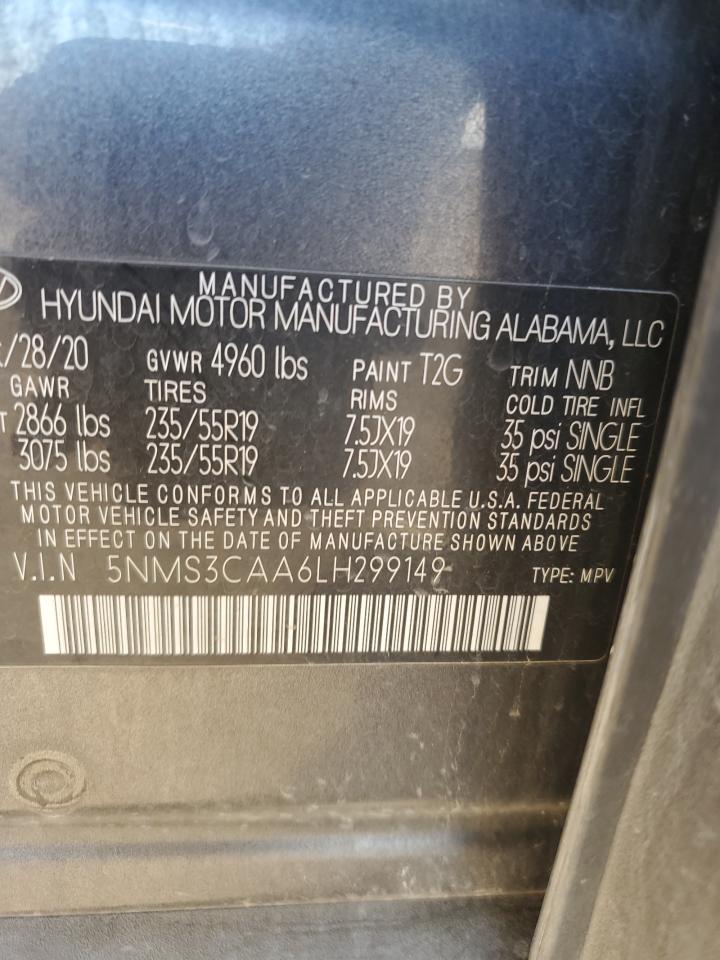 MANUFACTURED BY
HYUNDAI MOTOR MANUFACTURING ALABAMA, LLC
/28/20 GVWR 4960 lbs PAINT T2G TRIM NNB
GAWR TIRES RIMS COLD TIRE INFL
T 2866 lbs 235/55R19 7.5JX19 35 psi SINGLE
3075 lbs 235/55R19 7.5JX19 35 psi SINGLE
THIS VEHICLE CONFORMS TO ALL APPLICABLE U.S.A. FEDERAL
MOTOR VEHICLE SAFETY AND THEFT PREVENTION STANDARDS
IN EFFECT ON THE DATE OF MANUFACTURE SHOWN ABOVE
V.I.N 5NMS3CAA6LH299149 TYPE: MPV